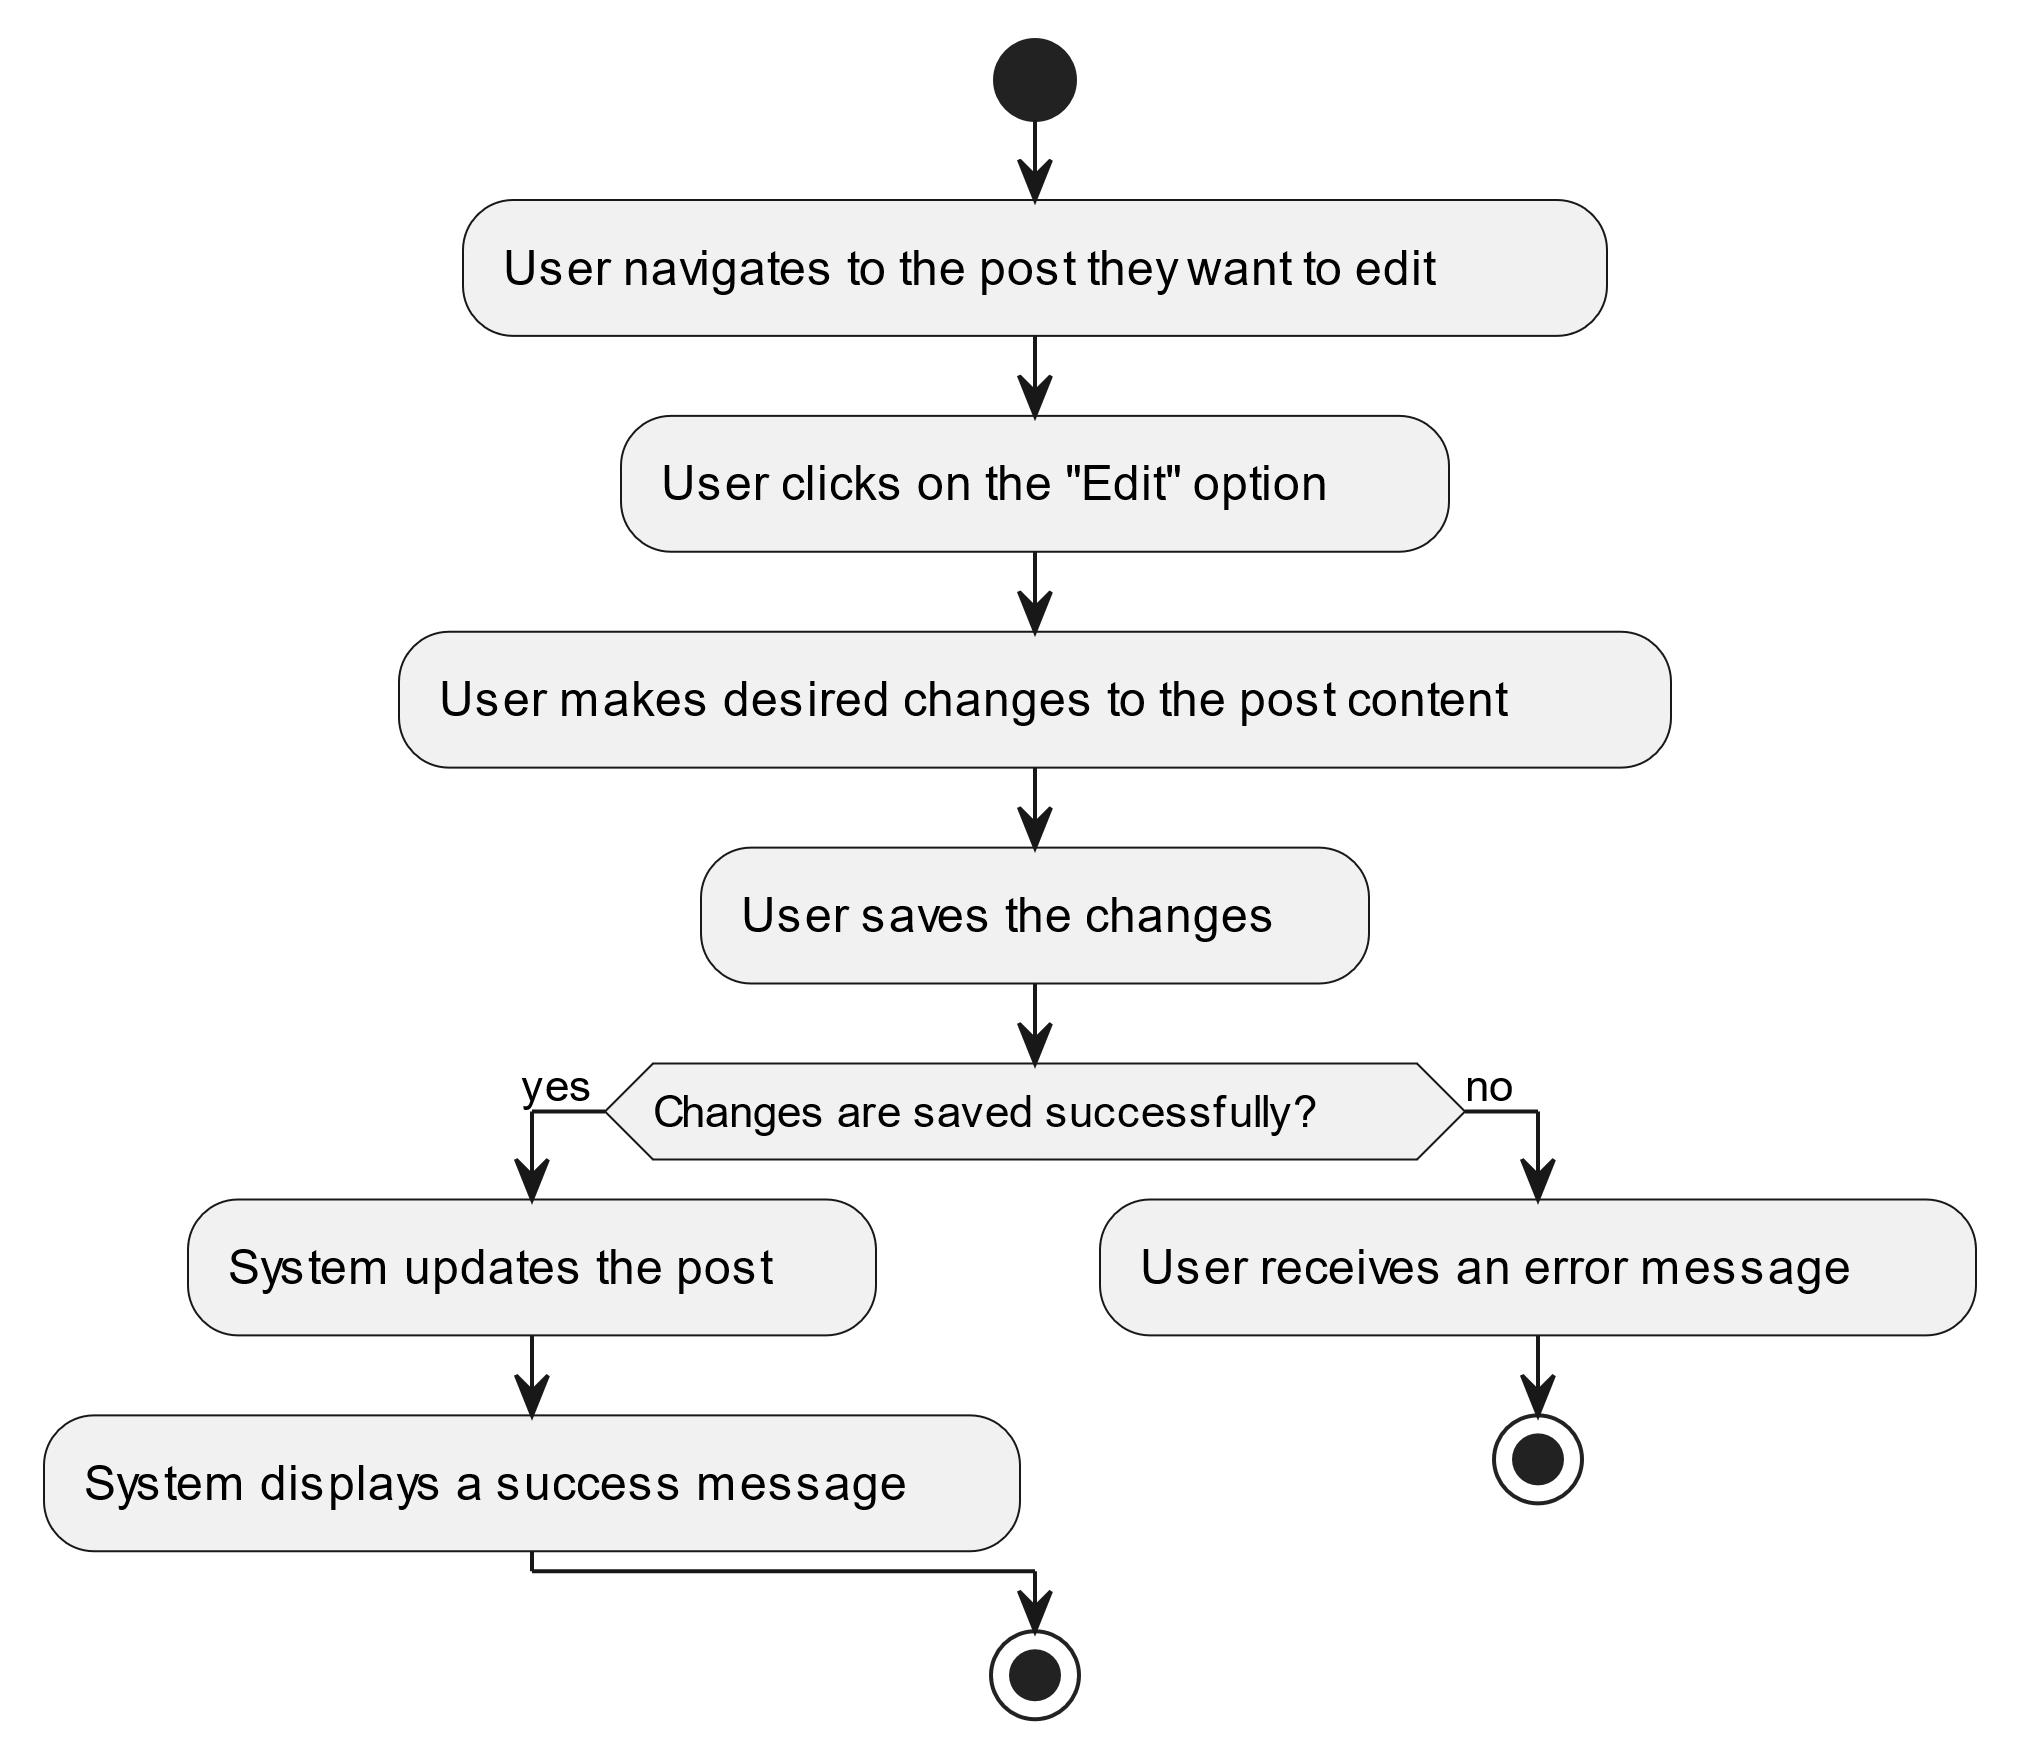 User navigates to the post they want to edit
User clicks on the "Edit" option
User makes desired changes to the post content
User saves the changes
yes
Changes are saved successfully?
no
System updates the post
User receives an error message
System displays a success message